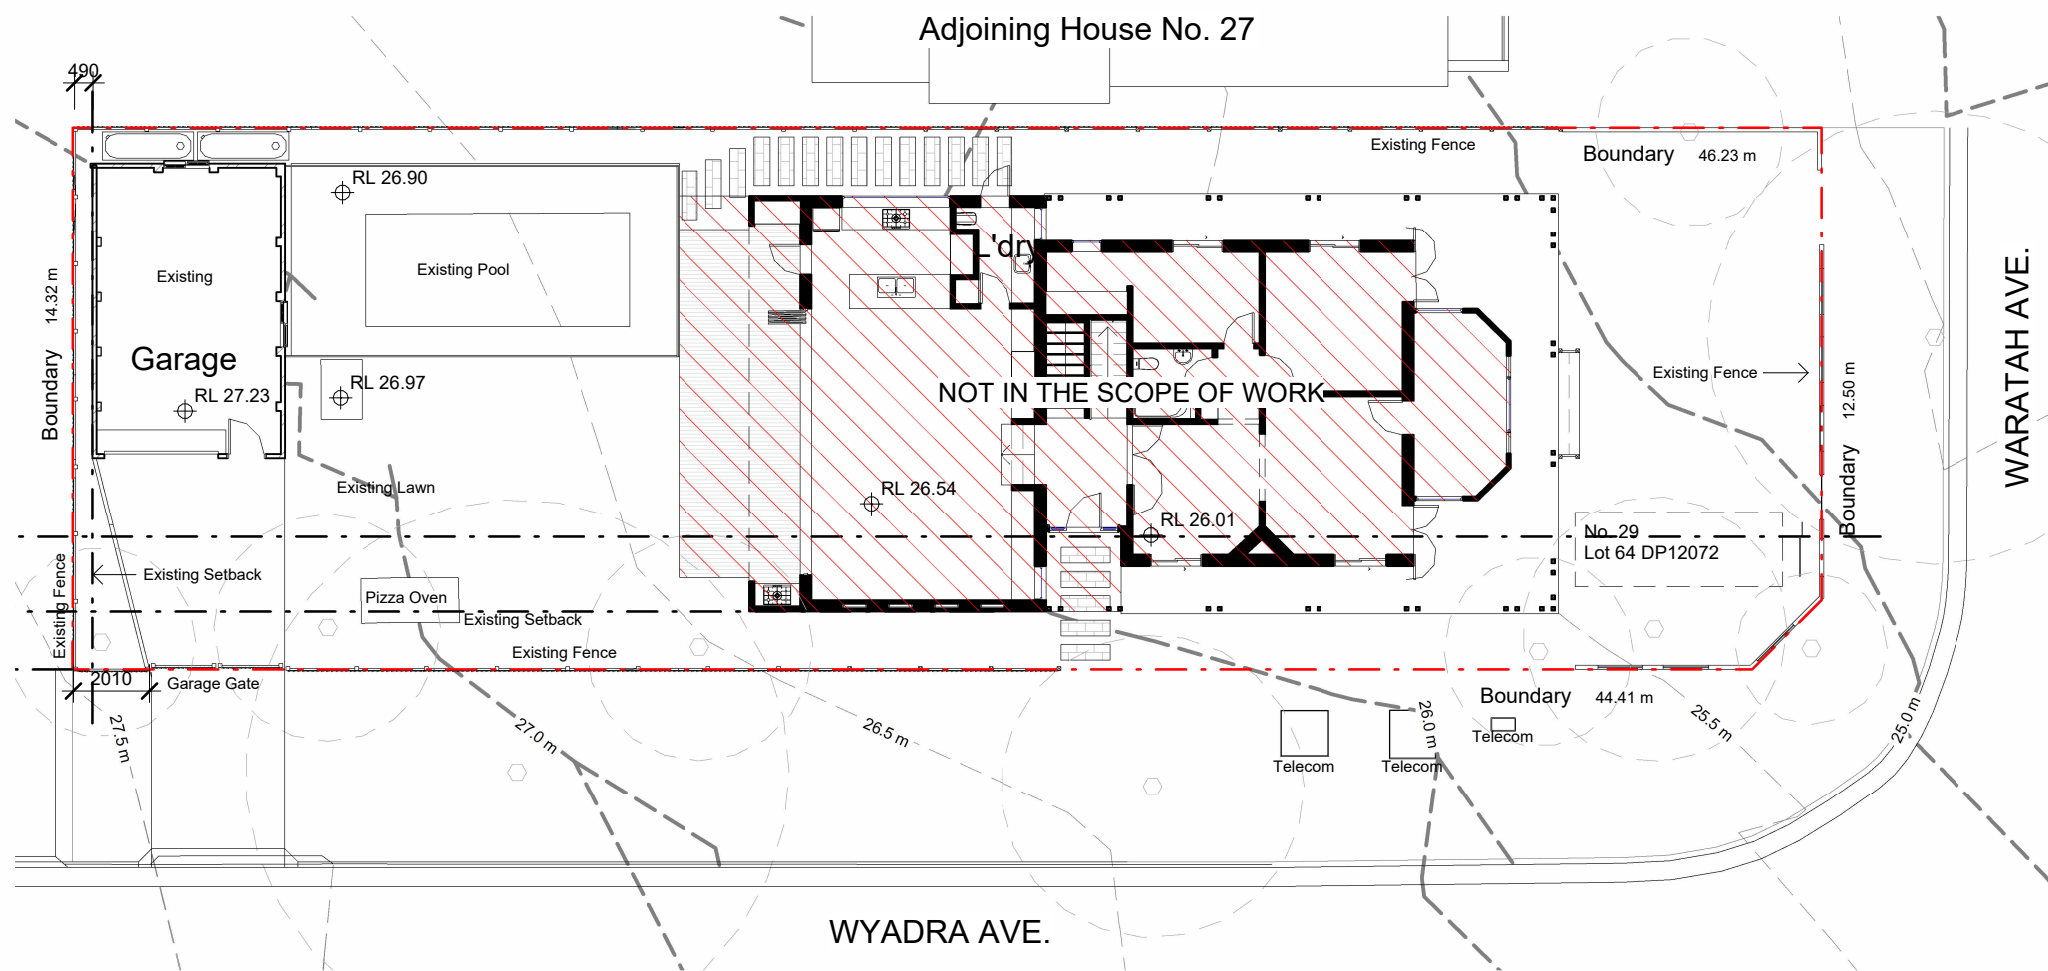 Adjoining House No. 27
490
Existing Fence
Boundary 46.23 m
RL 26.90
L'dry
Existing
Existing Pool
Boundary 14.32 m
WARATAH AVE.
Garage
RL 26.97
RL 27.23
NOT IN THE SCOPE OF WORK
Existing Fence
Boundary 12.50 m
Existing Lawn
RL 26.54
RL 26.01
No. 29
Lot 64 DP12072
Existing Fence
Existing Setback
Pizza Oven
Existing Setback
Existing Fence
2010
Garage Gate
Boundary 44.41 m
27.5 m
27.0 m
26.5 m
26.0 m
25.5 m
25.0 m
Telecom
Telecom
Telecom
WYADRA AVE.